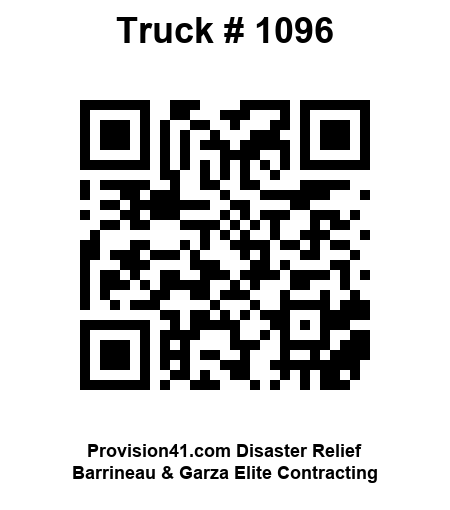 Truck # 1096
Provision41.com Disaster Relief
Barrineau & Garza Elite Contracting